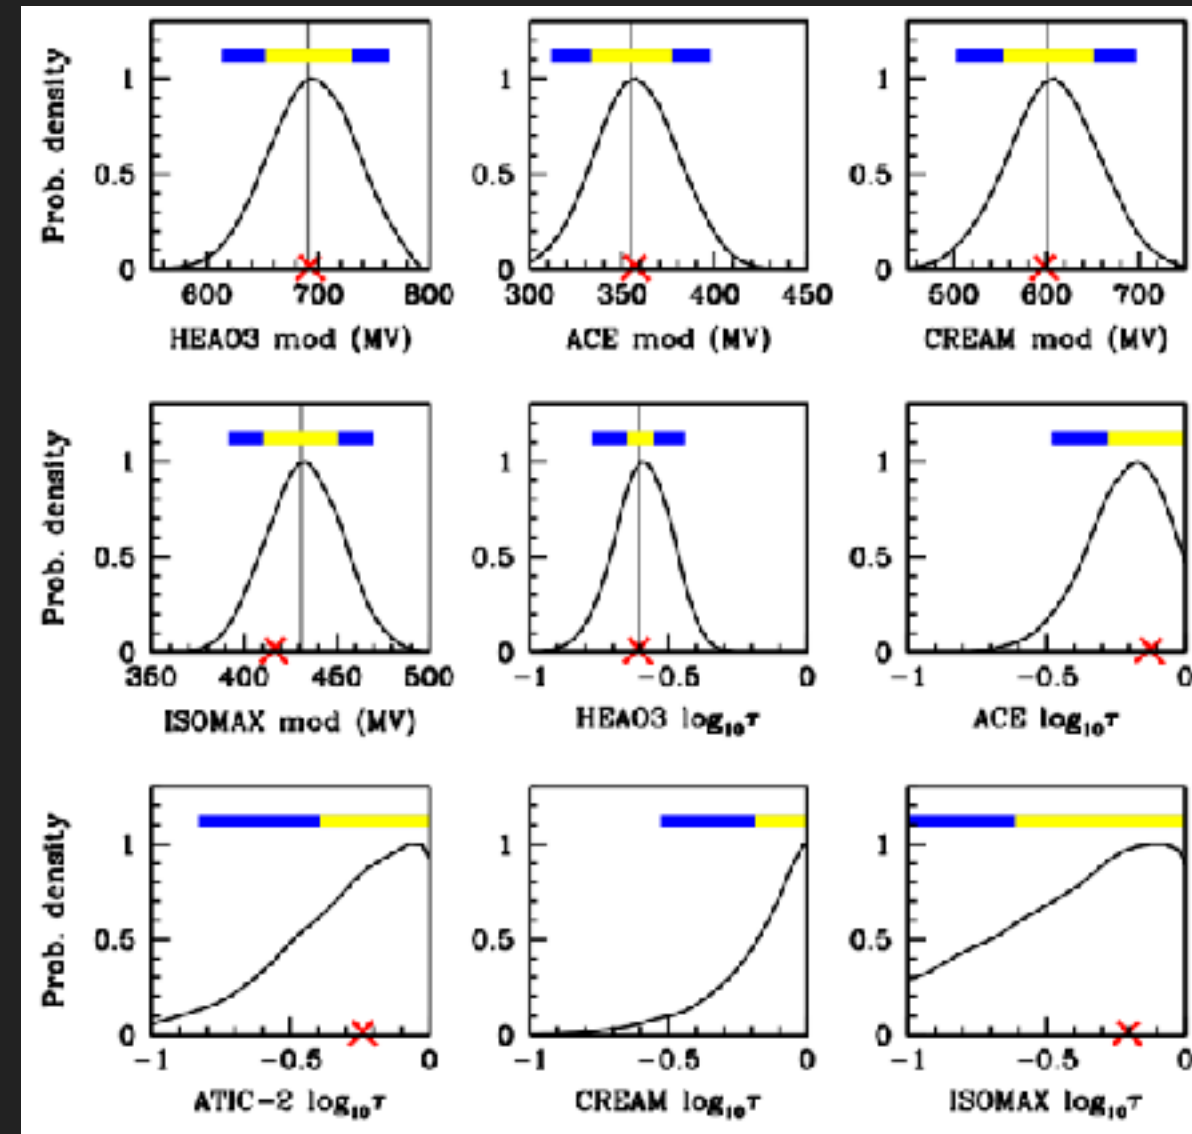 Prob. density
1
0.5
0
600 700 800
HEAO3 mod (MV)
1
0.5
0
300 350 400 450
ACE mod (MV)
1
0.5
0
500 600 700
CREAM mod (MV)
Prob. density
1
0.5
0
350 400 450 500
ISOMAX mod (MV)
1
0.5
0
−1 −0.5 0
HEAO3 log₁₀τ
1
0.5
0
−1 −0.5 0
ACE log₁₀τ
Prob. density
1
0.5
0
−1 −0.5 0
ATIC−2 log₁₀τ
1
0.5
0
−1 −0.5 0
CREAM log₁₀τ
1
0.5
0
−1 −0.5 0
ISOMAX log₁₀τ